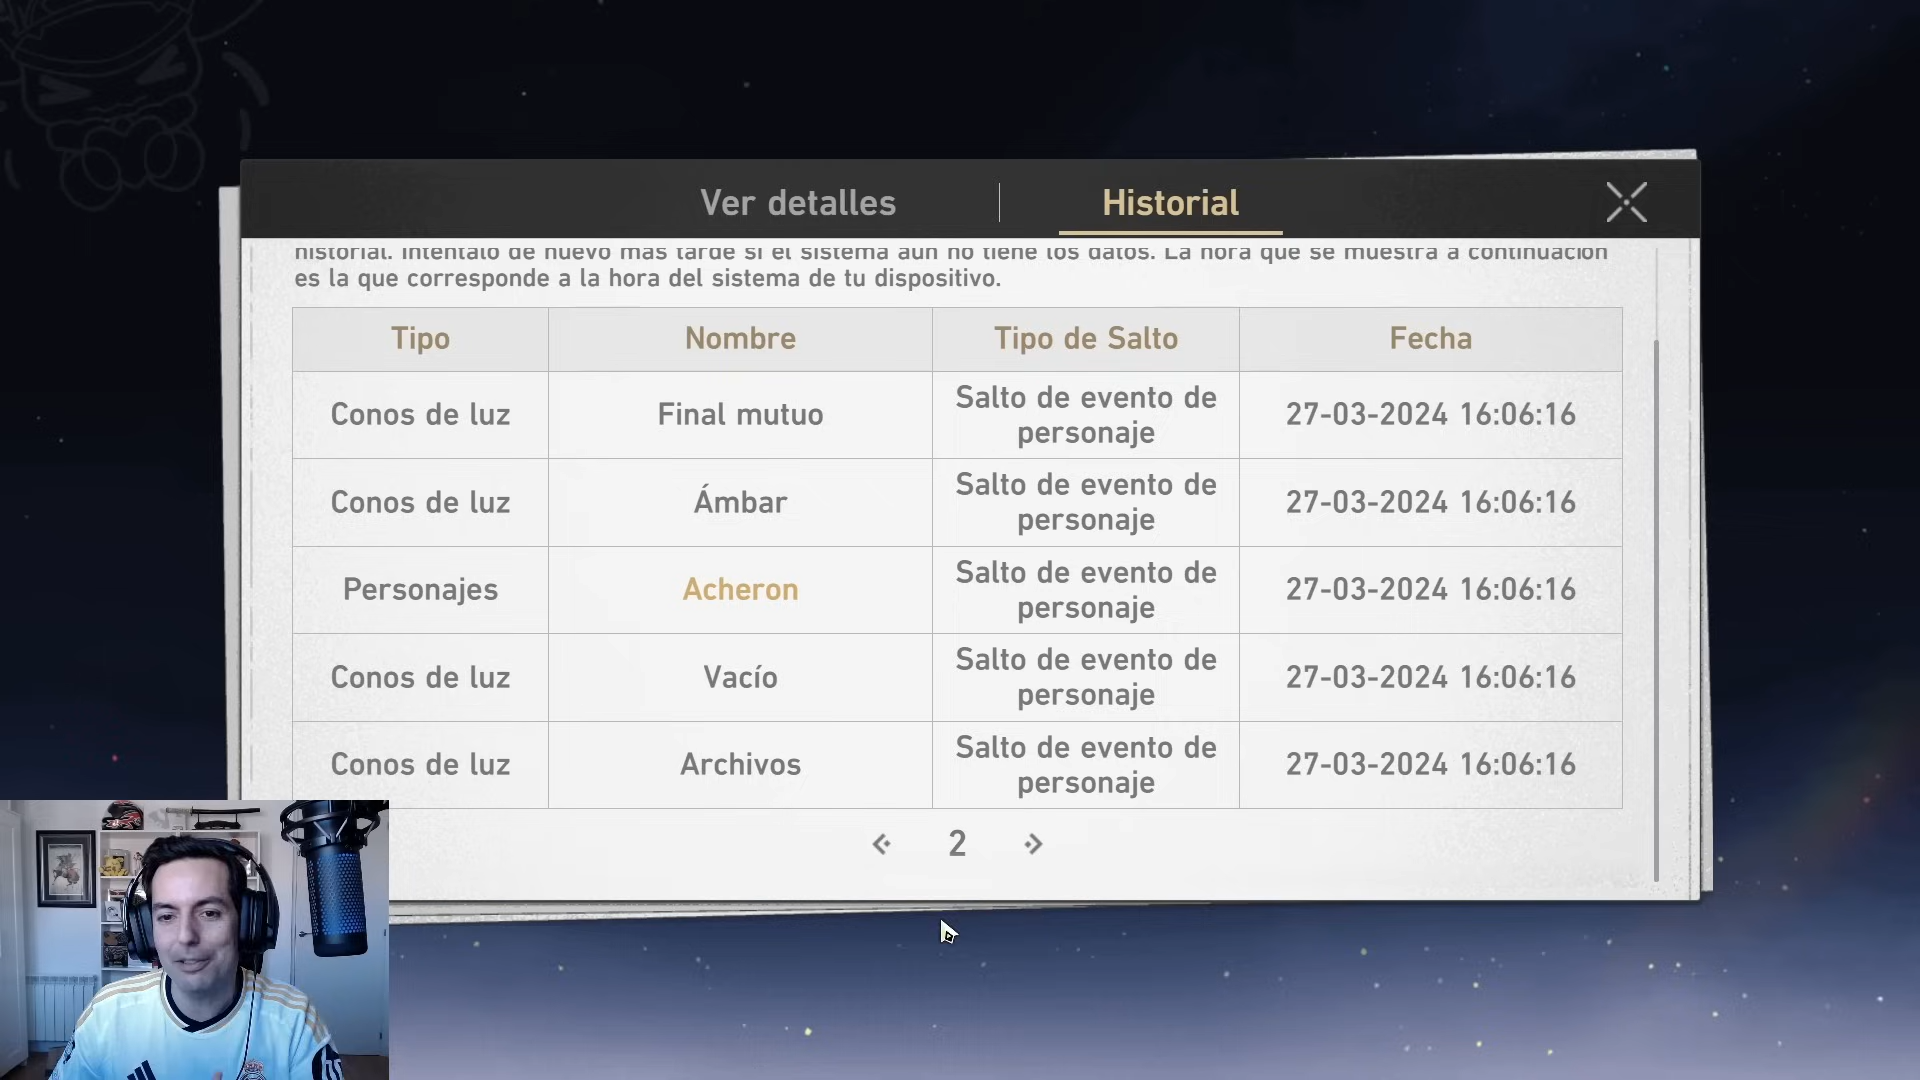 Ver detalles
Historial
historial. Inténtalo de nuevo más tarde si el sistema aún no tiene los datos. La hora que se muestra a continuación
es la que corresponde a la hora del sistema de tu dispositivo.
Tipo
Nombre
Tipo de Salto
Fecha
Conos de luz
Final mutuo
Salto de evento de
personaje
27-03-2024 16:06:16
Conos de luz
Ámbar
Salto de evento de
personaje
27-03-2024 16:06:16
Personajes
Acheron
Salto de evento de
personaje
27-03-2024 16:06:16
Conos de luz
Vacío
Salto de evento de
personaje
27-03-2024 16:06:16
Conos de luz
Archivos
Salto de evento de
personaje
27-03-2024 16:06:16
2